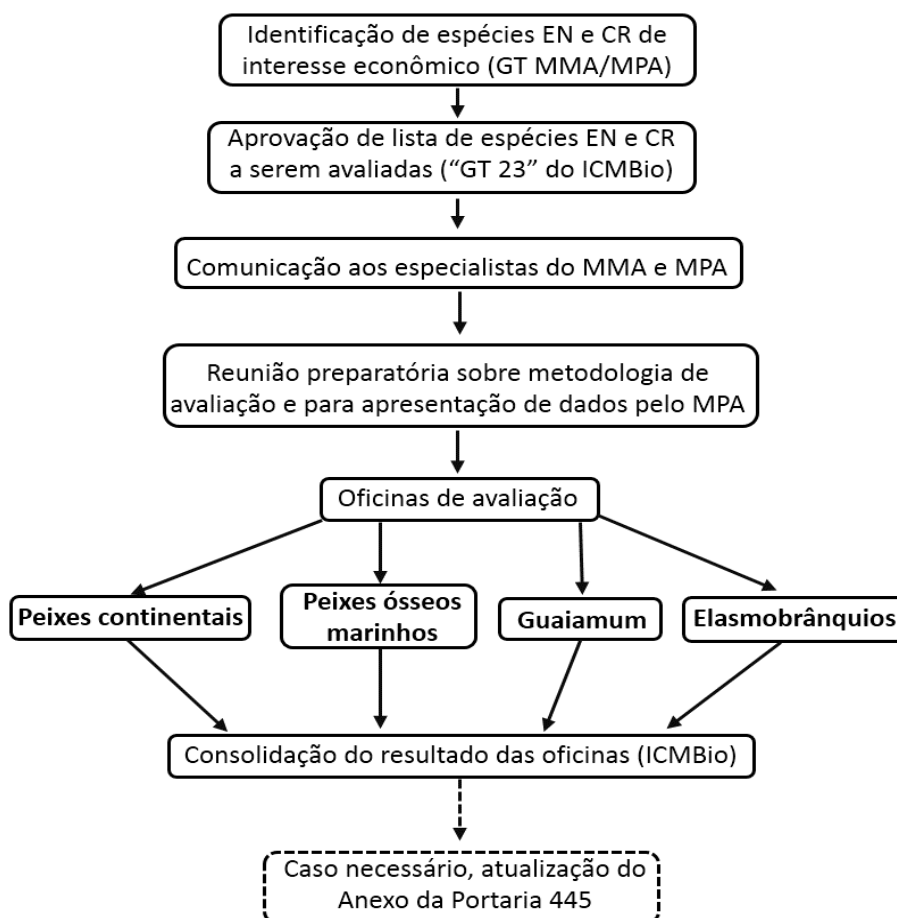 Identificação de espécies EN e CR de
interesse econômico (GT MMA/MPA)
Aprovação de lista de espécies EN e CR
a serem avaliadas (“GT 23” do ICMBio)
Comunicação aos especialistas do MMA e MPA
Reunião preparatória sobre metodologia de
avaliação e para apresentação de dados pelo MPA
Oficinas de avaliação
Peixes continentais
Peixes ósseos
marinhos
Guaiamum
Elasmobrânquios
Consolidação do resultado das oficinas (ICMBio)
Caso necessário, atualização do
Anexo da Portaria 445